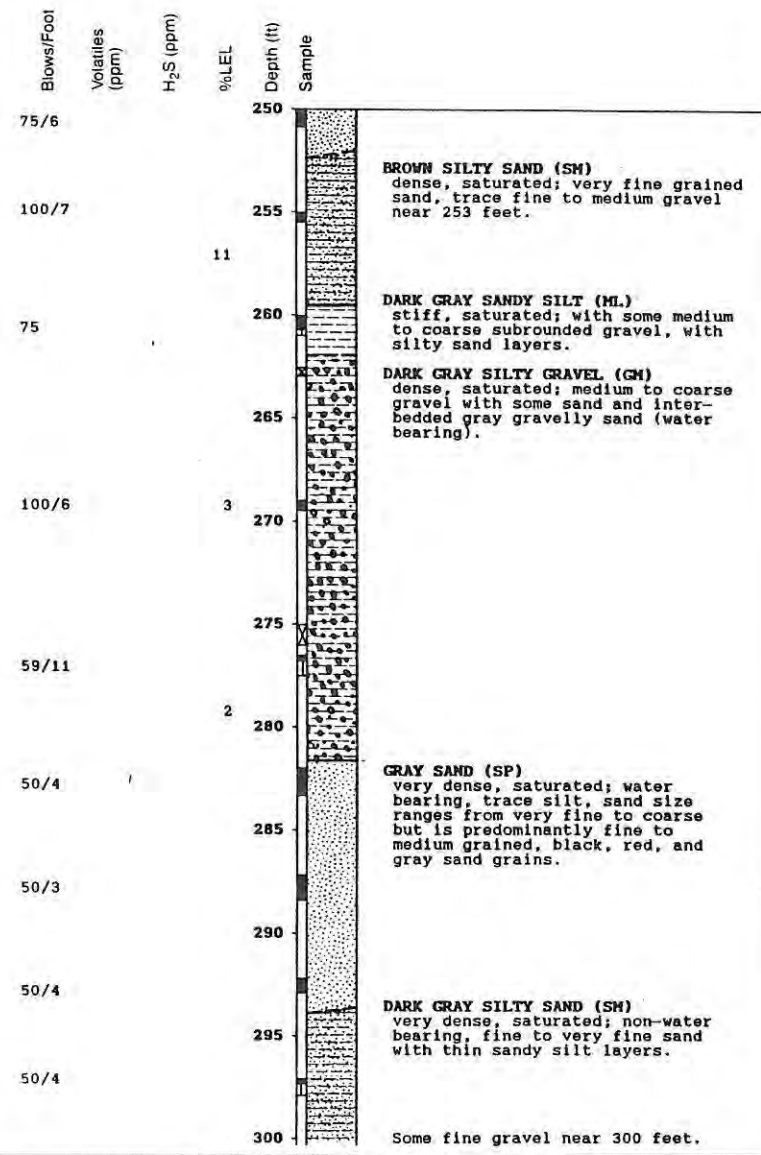 Blows/Foot
Volatiles (ppm)
H₂S (ppm)
%LEL
Depth (ft)
Sample
250
75/6
BROWN SILTY SAND (SM)
dense, saturated; very fine grained
sand, trace fine to medium gravel
near 253 feet.
100/7
255
11
DARK GRAY SANDY SILT (ML)
stiff, saturated; with some medium
to coarse subrounded gravel, with
silty sand layers.
260
75
DARK GRAY SILTY GRAVEL (GM)
dense, saturated; medium to coarse
gravel with some sand and inter-
bedded gray gravelly sand (water
bearing).
265
100/6
3
270
275
59/11
2
280
GRAY SAND (SP)
very dense, saturated; water
bearing, trace silt, sand size
ranges from very fine to coarse
but is predominantly fine to
medium grained, black, red, and
gray sand grains.
50/4
285
50/3
290
50/4
DARK GRAY SILTY SAND (SM)
very dense, saturated; non-water
bearing, fine to very fine sand
with thin sandy silt layers.
295
50/4
300
Some fine gravel near 300 feet.